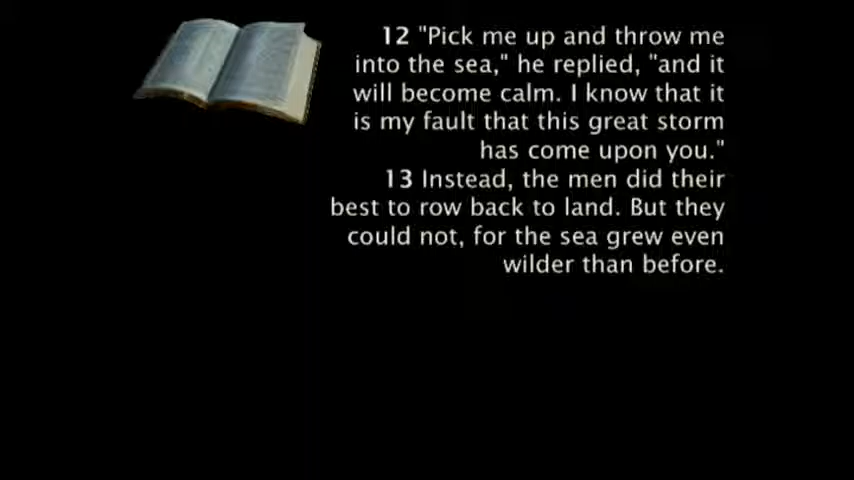 12 "Pick me up and throw me
into the sea," he replied, "and it
will become calm. I know that it
is my fault that this great storm
has come upon you."
13 Instead, the men did their
best to row back to land. But they
could not, for the sea grew even
wilder than before.